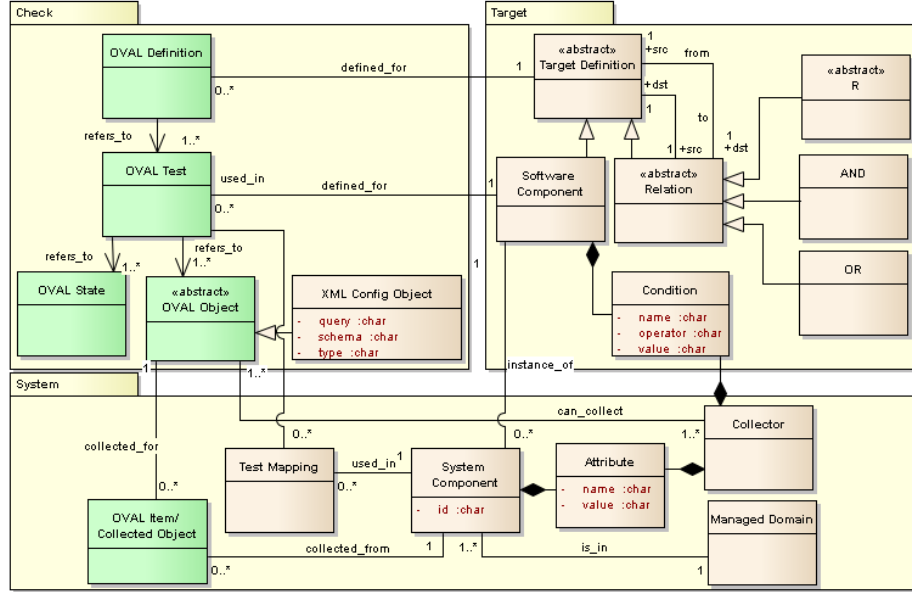 Check
Target
OVAL Definition
0..*
defined_for
1
«abstract»
Target Definition
1
+src
from
+dst
1
to
1
+dst
1
+src
«abstract»
R
refers_to
1..*
OVAL Test
used_in
0..*
defined_for
1
Software
Component
«abstract»
Relation
AND
refers_to
1..*
refers_to
1..*
OVAL State
«abstract»
OVAL Object
XML Config Object
- query :char
- schema :char
- type :char
1
Condition
- name :char
- operator :char
- value :char
OR
1
1..*
instance_of
System
can_collect
1..*
Collector
collected_for
0..*
0..*
0..*
Test Mapping
used_in
1
0..*
System
Component
- id :char
Attribute
- name :char
- value :char
OVAL Item/
Collected Object
0..*
collected_from
1
1..*
is_in
1
Managed Domain